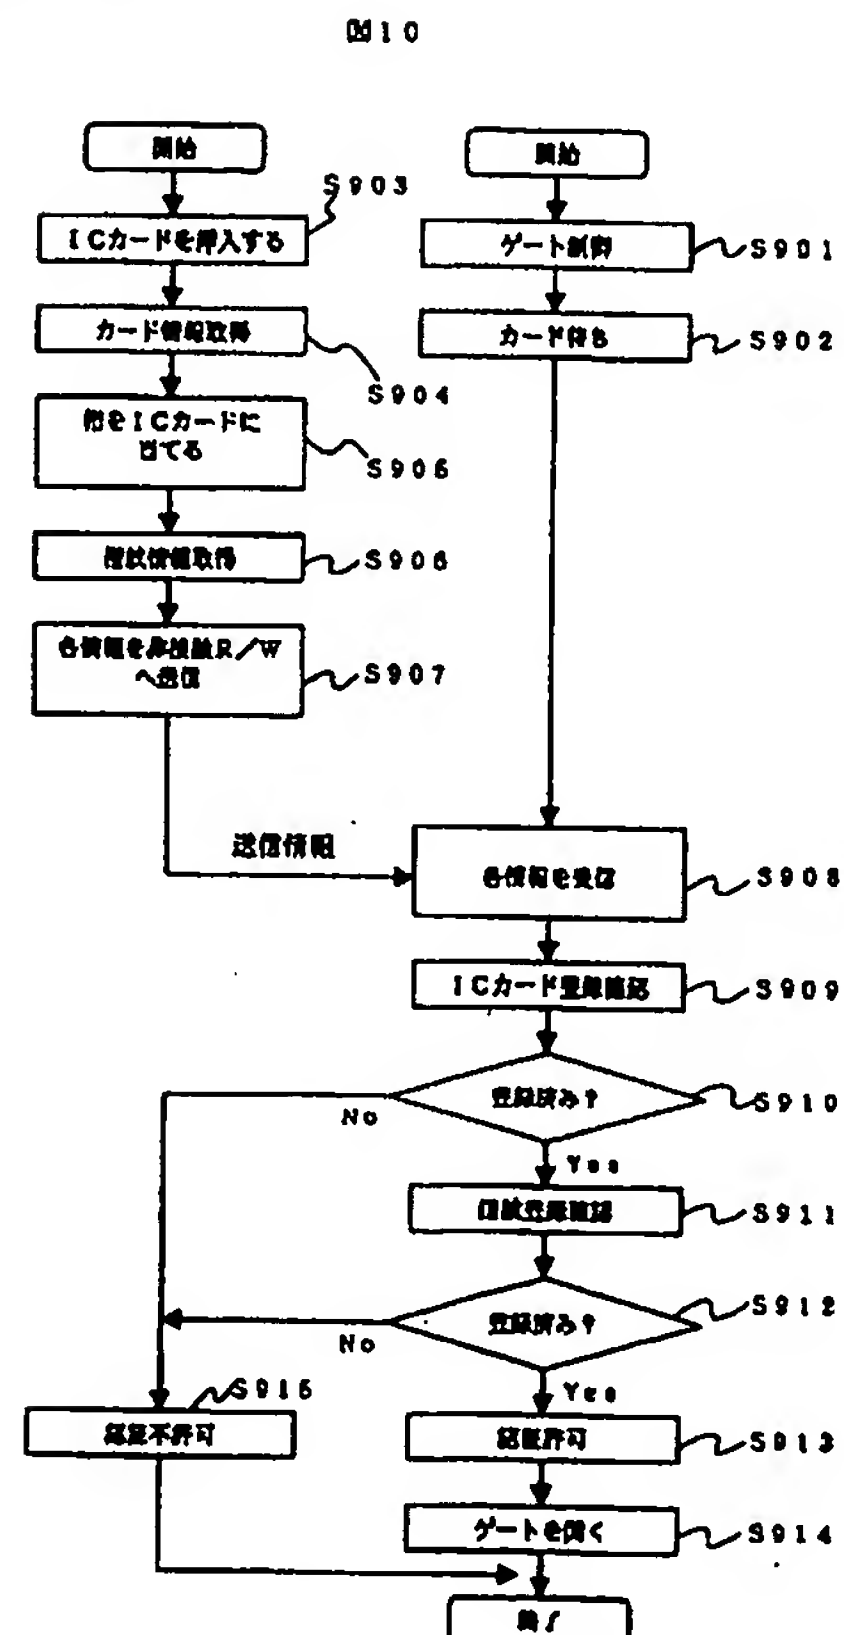 図10
開始
S903
ICカードを挿入する
カード情報取得
S904
指をICカードに
当てる
S905
指紋情報取得
S906
各情報を非接触R/W
へ送信
S907
送信情報
開始
ゲート制御
S901
カード待ち
S902
各情報を受信
S908
ICカード登録確認
S909
登録済み?
S910
No
Yes
指紋登録確認
S911
登録済み?
S912
No
Yes
S915
認証不許可
認証許可
S913
ゲートを開く
S914
終了